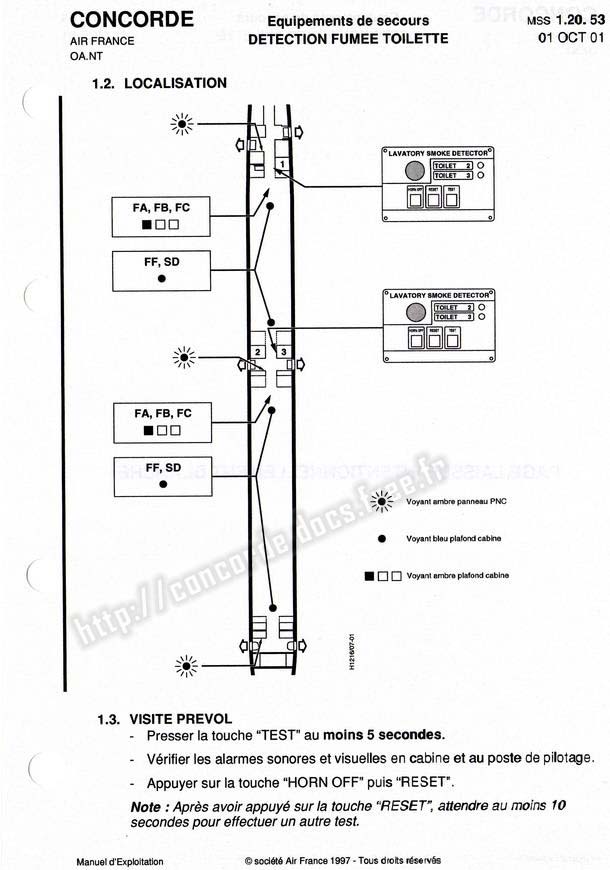 CONCORDE
AIR FRANCE
OA.NT
Equipements de secours
DETECTION FUMEE TOILETTE
MSS 1.20. 53
01 OCT 01
1.2. LOCALISATION
1
LAVATORY SMOKE DETECTOR
TOILET 2
TOILET 3
HORN OFF RESET TEST
FA, FB, FC
FF, SD
LAVATORY SMOKE DETECTOR
TOILET 2
TOILET 3
HORN OFF RESET TEST
2 3
FA, FB, FC
FF, SD
Voyant ambre panneau PNC
Voyant bleu plafond cabine
Voyant ambre plafond cabine
http://concorde.docs.free.fr
H1216/07-01
1.3. VISITE PREVOL
- Presser la touche “TEST” au moins 5 secondes.
- Vérifier les alarmes sonores et visuelles en cabine et au poste de pilotage.
- Appuyer sur la touche “HORN OFF” puis “RESET”.
Note : Après avoir appuyé sur la touche “RESET”, attendre au moins 10
secondes pour effectuer un autre test.
Manuel d'Exploitation
© société Air France 1997 - Tous droits réservés